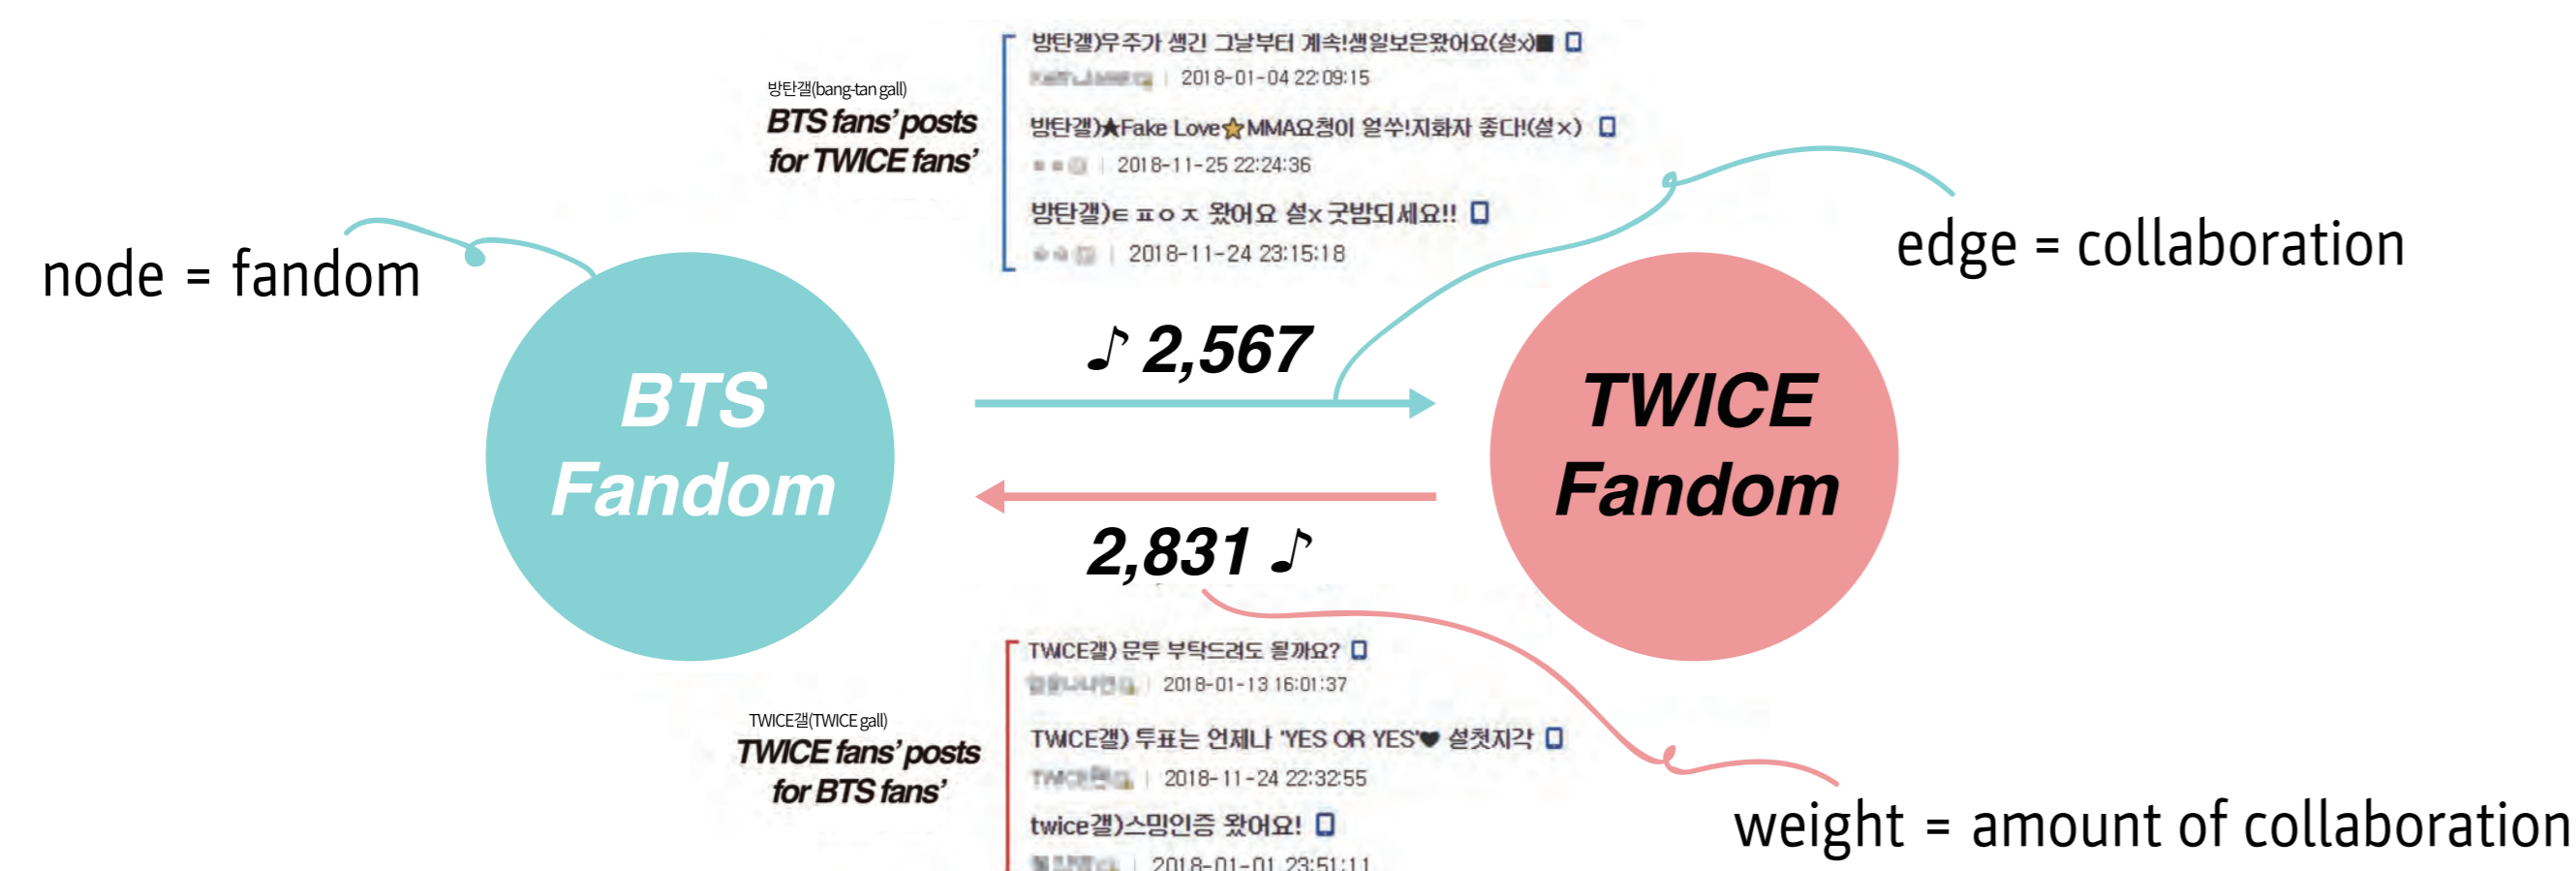 방탄갤)우주가 생긴 그날부터 계속!생일보은왔어요(설x)■
2018-01-04 22:09:15
방탄갤(bang-tan gall)
BTS fans' posts
for TWICE fans'
방탄갤)★Fake Love☆MMA요청이 얼쑤!지화자 좋다!(설×)
2018-11-25 22:24:36
방탄갤)ㅌㅍㅇㅈ 왔어요 설x 굿밤되세요!!
2018-11-24 23:15:18
node = fandom
edge = collaboration
♪ 2,567
BTS
Fandom
TWICE
Fandom
2,831 ♪
TWICE갤) 문투 부탁드려도 될까요?
2018-01-13 16:01:37
TWICE갤(TWICE gall)
TWICE fans' posts
for BTS fans'
TWICE갤) 투표는 언제나 'YES OR YES'♥ 설첫지각
2018-11-24 22:32:55
twice갤)스밍인증 왔어요!
2018-01-01 23:51:11
weight = amount of collaboration